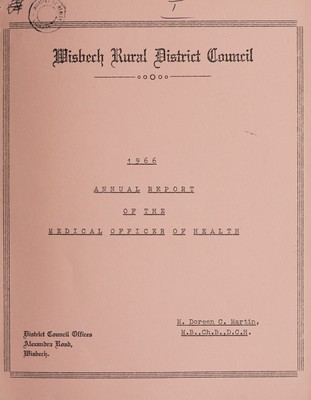 Wisbech Rural District Council
1966
ANNUAL REPORT
OF THE
MEDICAL OFFICER OF HEALTH
M. Doreen C. Martin,
M.B.,Ch.B.,D.C.H.
District Council Offices
Alexandra Road,
Wisbech.